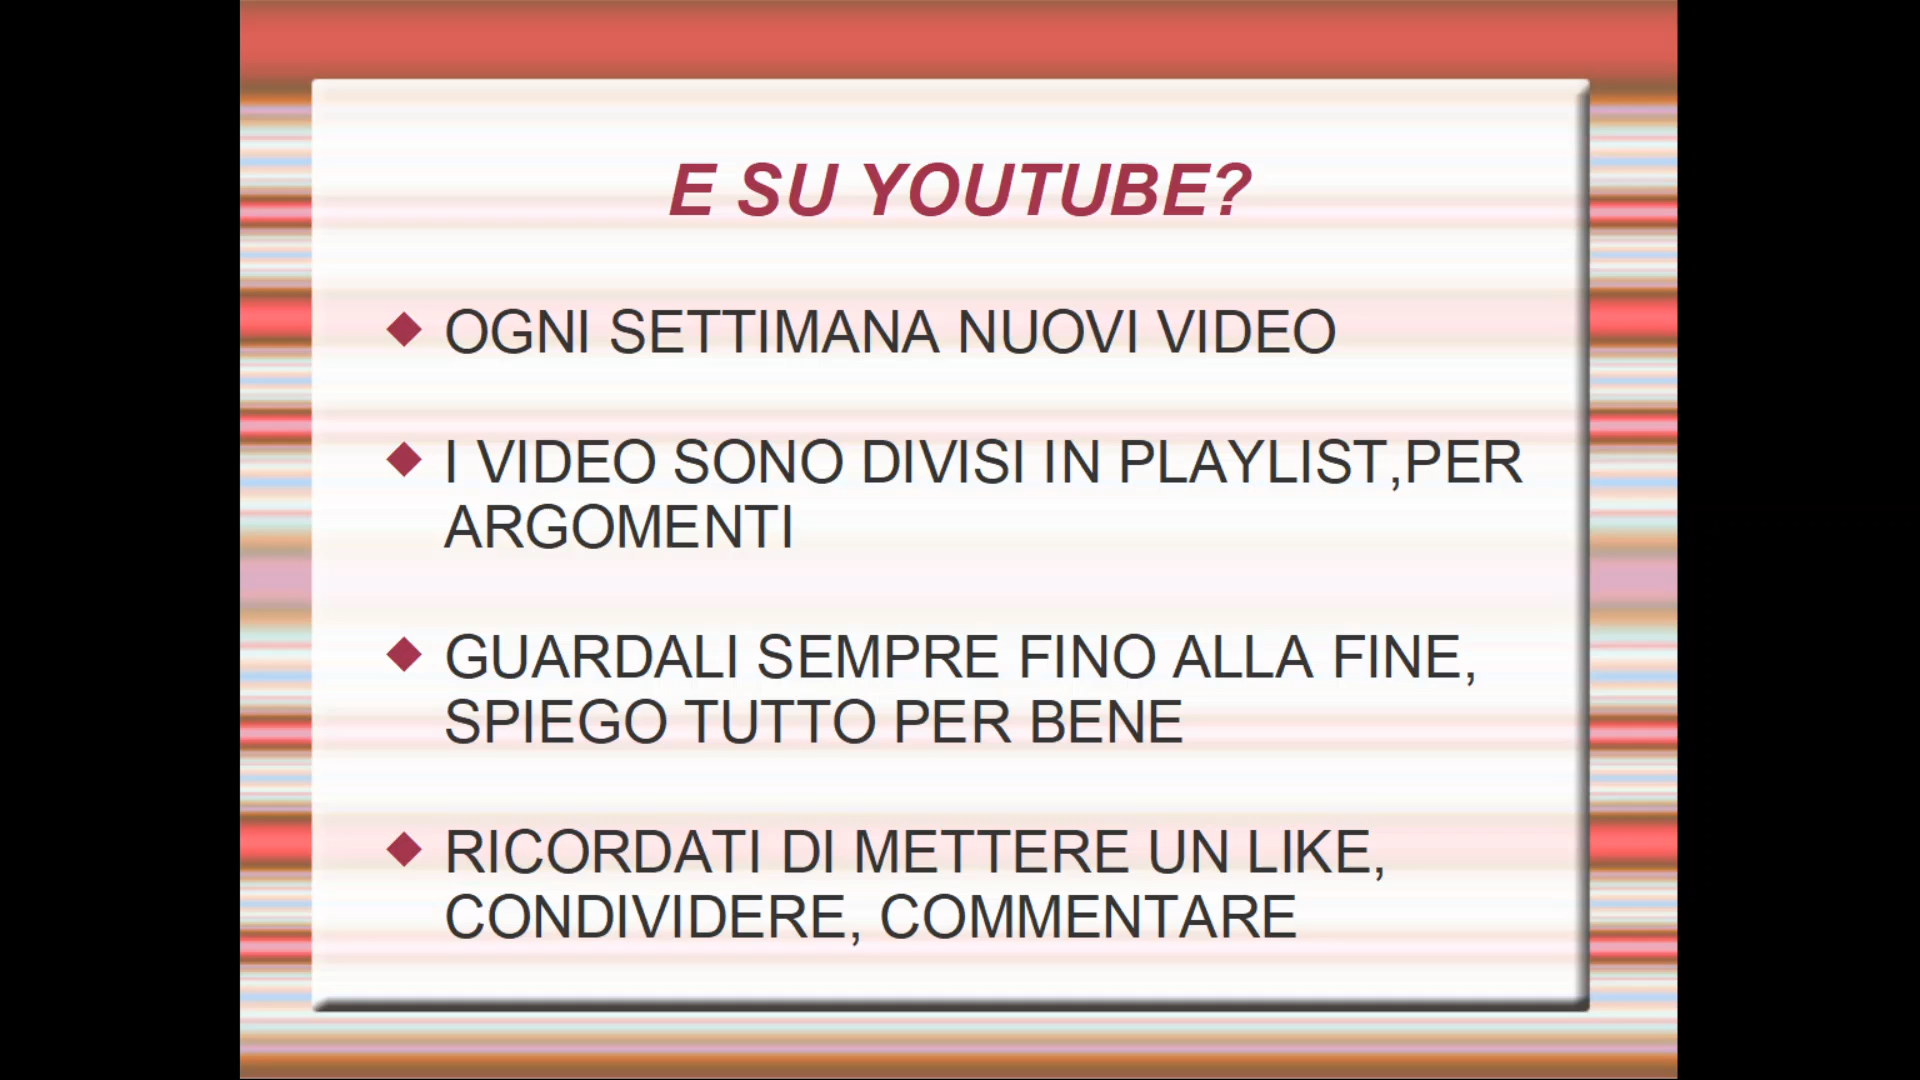 E SU YOUTUBE?
OGNI SETTIMANA NUOVI VIDEO
I VIDEO SONO DIVISI IN PLAYLIST,PER
ARGOMENTI
GUARDALI SEMPRE FINO ALLA FINE,
SPIEGO TUTTO PER BENE
RICORDATI DI METTERE UN LIKE,
CONDIVIDERE, COMMENTARE